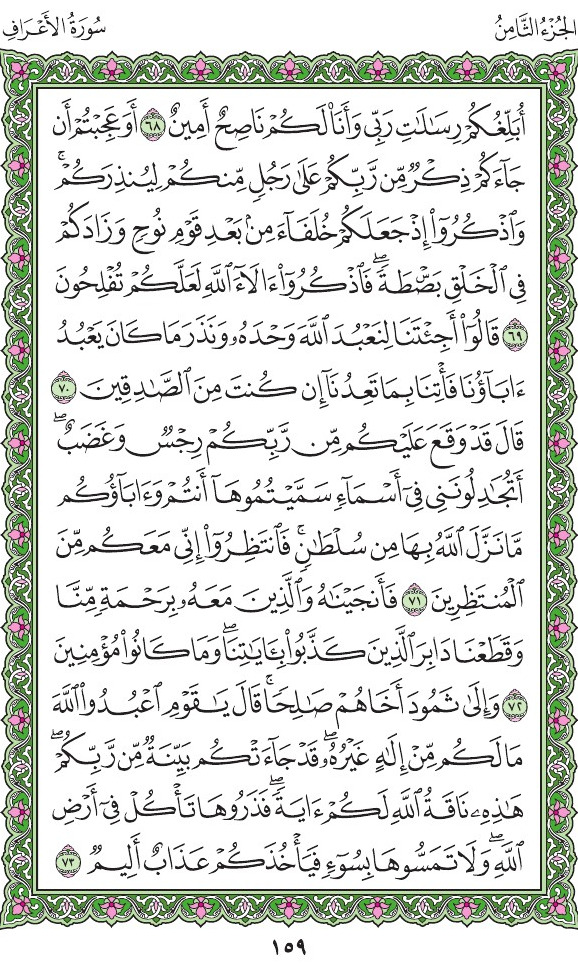 الجُزْءُ الثَّامِنُ
سُورَةُ الأَعْرَافِ
أُبَلِّغُكُمْ رِسَٰلَٰتِ رَبِّى وَأَنَا۠ لَكُمْ نَاصِحٌ أَمِينٌ ٦٨ أَوَعَجِبْتُمْ أَن
جَآءَكُمْ ذِكْرٌ مِّن رَّبِّكُمْ عَلَىٰ رَجُلٍ مِّنكُمْ لِيُنذِرَكُمْ ۚ
وَٱذْكُرُوٓا۟ إِذْ جَعَلَكُمْ خُلَفَآءَ مِنۢ بَعْدِ قَوْمِ نُوحٍ وَزَادَكُمْ
فِى ٱلْخَلْقِ بَصْۜطَةً ۖ فَٱذْكُرُوٓا۟ ءَالَآءَ ٱللَّهِ لَعَلَّكُمْ تُفْلِحُونَ
٦٩ قَالُوٓا۟ أَجِئْتَنَا لِنَعْبُدَ ٱللَّهَ وَحْدَهُۥ وَنَذَرَ مَا كَانَ يَعْبُدُ
ءَابَآؤُنَا فَأْتِنَا بِمَا تَعِدُنَآ إِن كُنتَ مِنَ ٱلصَّٰدِقِينَ ٧٠
قَالَ قَدْ وَقَعَ عَلَيْكُم مِّن رَّبِّكُمْ رِجْسٌ وَغَضَبٌ ۖ
أَتُجَٰدِلُونَنِى فِىٓ أَسْمَآءٍ سَمَّيْتُمُوهَآ أَنتُمْ وَءَابَآؤُكُم
مَّا نَزَّلَ ٱللَّهُ بِهَا مِن سُلْطَٰنٍ ۚ فَٱنتَظِرُوٓا۟ إِنِّى مَعَكُم مِّنَ
ٱلْمُنتَظِرِينَ ٧١ فَأَنجَيْنَٰهُ وَٱلَّذِينَ مَعَهُۥ بِرَحْمَةٍ مِّنَّا
وَقَطَعْنَا دَابِرَ ٱلَّذِينَ كَذَّبُوا۟ بِـَٔايَٰتِنَا ۖ وَمَا كَانُوا۟ مُؤْمِنِينَ
٧٢ وَإِلَىٰ ثَمُودَ أَخَاهُمْ صَٰلِحًا ۗ قَالَ يَٰقَوْمِ ٱعْبُدُوا۟ ٱللَّهَ
مَا لَكُم مِّنْ إِلَٰهٍ غَيْرُهُۥ ۖ قَدْ جَآءَتْكُم بَيِّنَةٌ مِّن رَّبِّكُمْ ۖ
هَٰذِهِۦ نَاقَةُ ٱللَّهِ لَكُمْ ءَايَةً ۖ فَذَرُوهَا تَأْكُلْ فِىٓ أَرْضِ
ٱللَّهِ ۖ وَلَا تَمَسُّوهَا بِسُوٓءٍ فَيَأْخُذَكُمْ عَذَابٌ أَلِيمٌ ٧٣
١٥٩